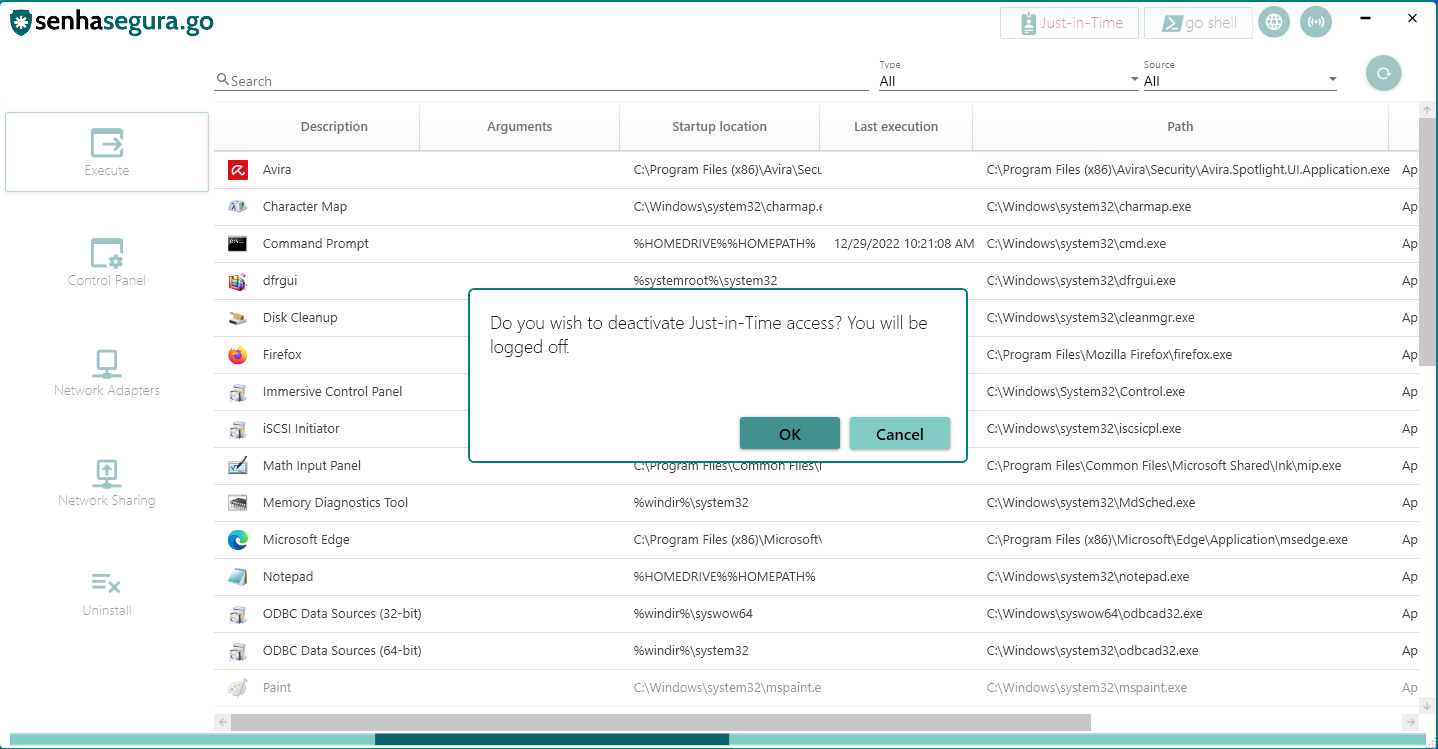 senhasegura.go
Just-in-Time
go shell
Search
Type
All
Source
All
Execute
Control Panel
Network Adapters
Network Sharing
Uninstall
Description Arguments Startup location Last execution Path
Avira C:\Program Files (x86)\Avira\Secu C:\Program Files (x86)\Avira\Security\Avira.Spotlight.UI.Application.exe Ap
Character Map C:\Windows\system32\charmap.e C:\Windows\system32\charmap.exe Ap
Command Prompt %HOMEDRIVE%%HOMEPATH% 12/29/2022 10:21:08 AM C:\Windows\system32\cmd.exe Ap
dfrgui %systemroot%\system32 C:\Windows\system32\dfrgui.exe Ap
Disk Cleanup C:\Windows\system32\cleanmgr.exe Ap
Firefox C:\Program Files\Mozilla Firefox\firefox.exe Ap
Immersive Control Panel C:\Windows\System32\Control.exe Ap
iSCSI Initiator C:\Windows\system32\iscsicpl.exe Ap
Math Input Panel C:\Program Files\Common Files\ C:\Program Files\Common Files\Microsoft Shared\Ink\mip.exe Ap
Memory Diagnostics Tool %windir%\system32 C:\Windows\system32\MdSched.exe Ap
Microsoft Edge C:\Program Files (x86)\Microsoft\ C:\Program Files (x86)\Microsoft\Edge\Application\msedge.exe Ap
Notepad %HOMEDRIVE%%HOMEPATH% C:\Windows\system32\notepad.exe Ap
ODBC Data Sources (32-bit) %windir%\syswow64 C:\Windows\syswow64\odbcad32.exe Ap
ODBC Data Sources (64-bit) %windir%\system32 C:\Windows\system32\odbcad32.exe Ap
Paint C:\Windows\system32\mspaint.e C:\Windows\system32\mspaint.exe Ap
Do you wish to deactivate Just-in-Time access? You will be
logged off.
OK Cancel